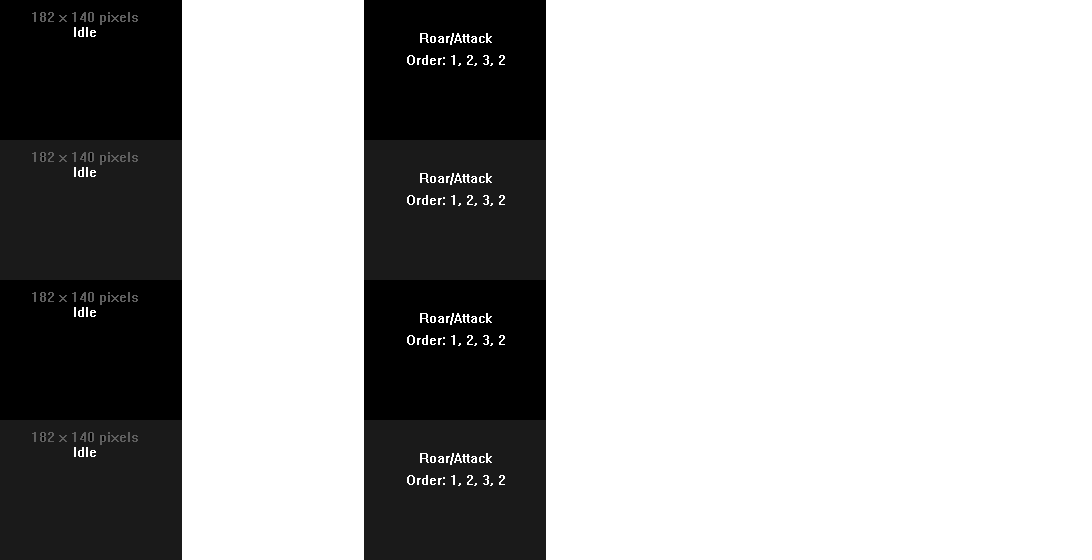 182 × 140 pixels
Idle
Roar/Attack
Order: 1, 2, 3, 2
182 × 140 pixels
Idle
Roar/Attack
Order: 1, 2, 3, 2
182 × 140 pixels
Idle
Roar/Attack
Order: 1, 2, 3, 2
182 × 140 pixels
Idle
Roar/Attack
Order: 1, 2, 3, 2